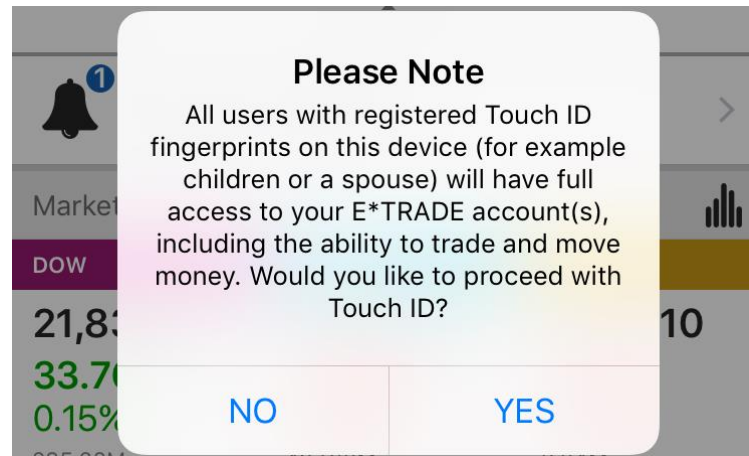 Please Note
1
All users with registered Touch ID
fingerprints on this device (for example
children or a spouse) will have full
Market
access to your E*TRADE account(s),
including the ability to trade and move
DOW
money. Would you like to proceed with
Touch ID?
21,83
10
33.70
0.15%
NO
YES